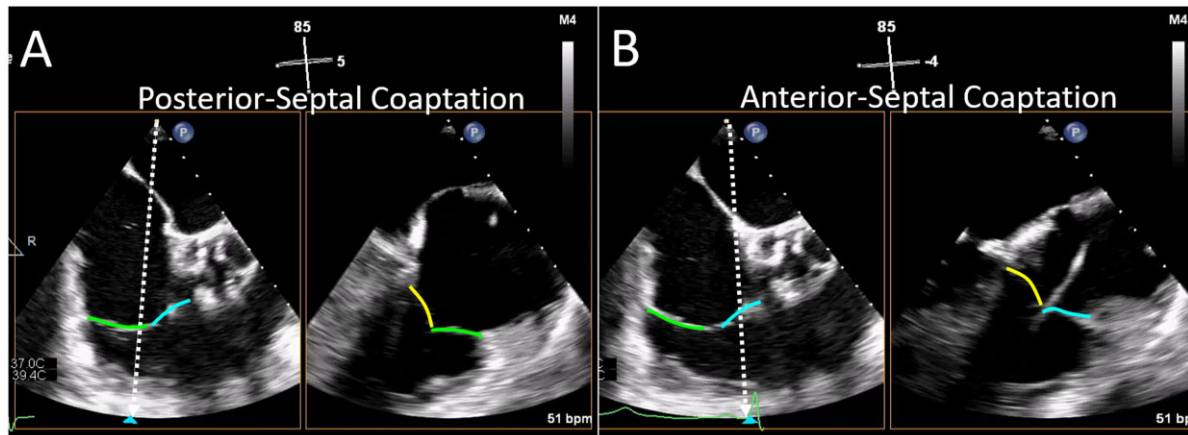 A
85
5
Posterior-Septal Coaptation
P
R
37.0C
39.4C
51 bpm
B
M4
85
-4
Anterior-Septal Coaptation
M4
P
P
P
51 bpm